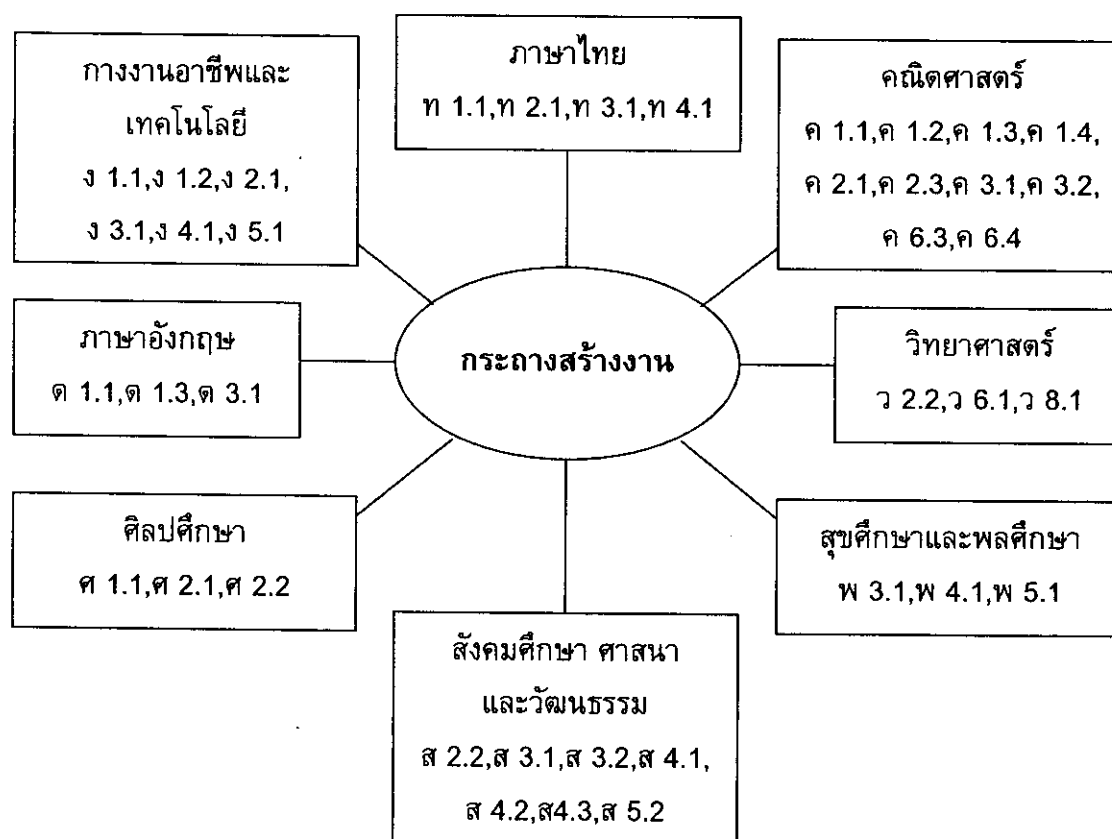 กางงานอาชีพและ
เทคโนโลยี
ง 1.1,ง 1.2,ง 2.1,
ง 3.1,ง 4.1,ง 5.1
ภาษาไทย
ท 1.1,ท 2.1,ท 3.1,ท 4.1
คณิตศาสตร์
ค 1.1,ค 1.2,ค 1.3,ค 1.4,
ค 2.1,ค 2.3,ค 3.1,ค 3.2,
ค 6.3,ค 6.4
ภาษาอังกฤษ
ต 1.1,ต 1.3,ต 3.1
กระถางสร้างงาน
วิทยาศาสตร์
ว 2.2,ว 6.1,ว 8.1
ศิลปศึกษา
ศ 1.1,ศ 2.1,ศ 2.2
สุขศึกษาและพลศึกษา
พ 3.1,พ 4.1,พ 5.1
สังคมศึกษา ศาสนา
และวัฒนธรรม
ส 2.2,ส 3.1,ส 3.2,ส 4.1,
ส 4.2,ส4.3,ส 5.2